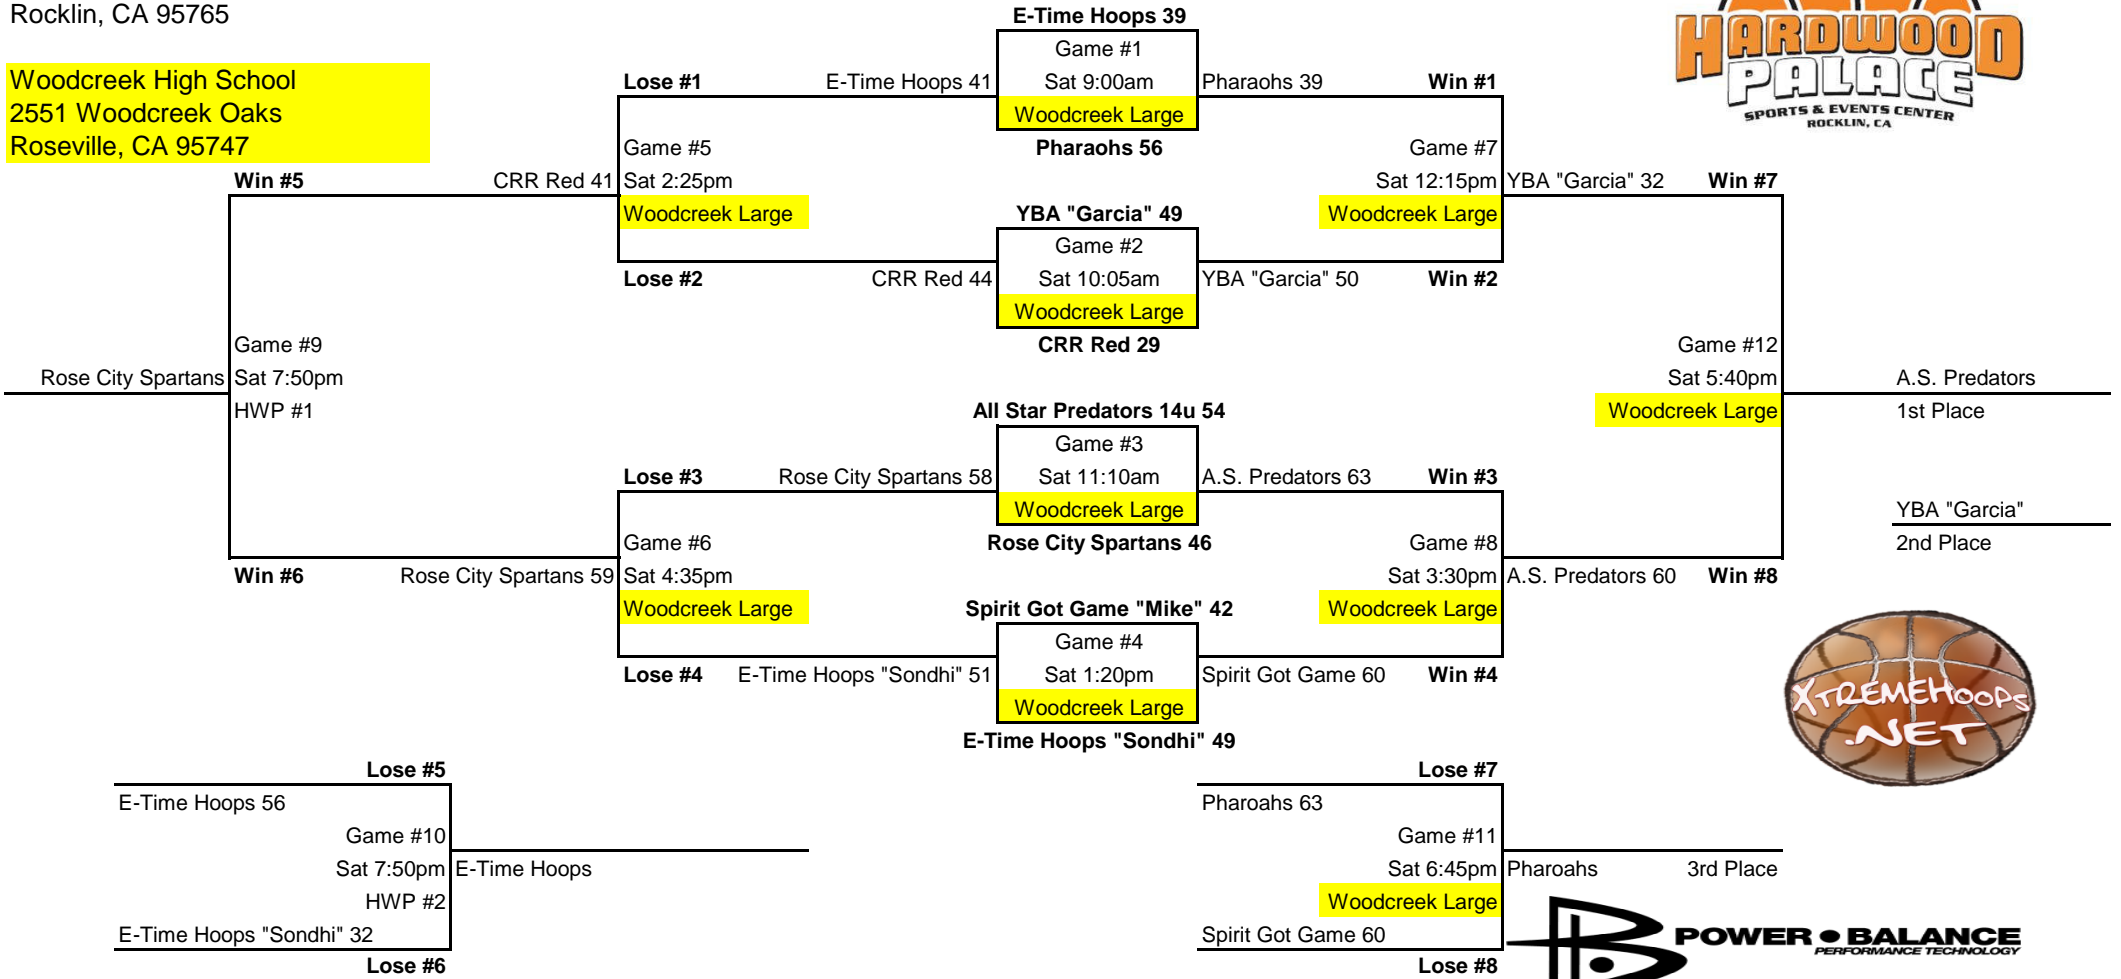 Rocklin, CA 95765
Woodcreek High School
2551 Woodcreek Oaks
Roseville, CA 95747
HARDWOOD
PALACE
SPORTS & EVENTS CENTER
ROCKLIN, CA
E-Time Hoops 39
Game #1
Lose #1 E-Time Hoops 41 Sat 9:00am Pharaohs 39 Win #1
Woodcreek Large
Game #5 Pharaohs 56 Game #7
Win #5 CRR Red 41 Sat 2:25pm Sat 12:15pm YBA "Garcia" 32 Win #7
Woodcreek Large YBA "Garcia" 49 Woodcreek Large
Game #2
Lose #2 CRR Red 44 Sat 10:05am YBA "Garcia" 50 Win #2
Woodcreek Large
Game #9 CRR Red 29 Game #12
Rose City Spartans Sat 7:50pm Sat 5:40pm A.S. Predators
HWP #1 All Star Predators 14u 54 Woodcreek Large 1st Place
Game #3
Lose #3 Rose City Spartans 58 Sat 11:10am A.S. Predators 63 Win #3
Woodcreek Large YBA "Garcia"
Game #6 Rose City Spartans 46 Game #8 2nd Place
Win #6 Rose City Spartans 59 Sat 4:35pm Sat 3:30pm A.S. Predators 60 Win #8
Woodcreek Large Spirit Got Game "Mike" 42 Woodcreek Large
Game #4
Lose #4 E-Time Hoops "Sondhi" 51 Sat 1:20pm Spirit Got Game 60 Win #4
Woodcreek Large
E-Time Hoops "Sondhi" 49
XTREMEHOOPS
.NET
Lose #5 Lose #7
E-Time Hoops 56 Pharoahs 63
Game #10 Game #11
Sat 7:50pm E-Time Hoops Sat 6:45pm Pharoahs 3rd Place
HWP #2 Woodcreek Large
E-Time Hoops "Sondhi" 32 Spirit Got Game 60
POWER BALANCE
PERFORMANCE TECHNOLOGY
Lose #6 Lose #8